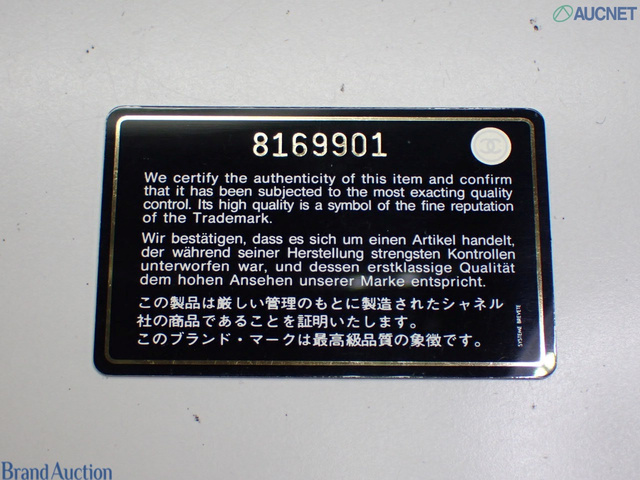 AUCNET
8169901
We certify the authenticity of this item and confirm
that it has been subjected to the most exacting quality
control. Its high quality is a symbol of the fine reputation
of the Trademark.
Wir bestätigen, dass es sich um einen Artikel handelt,
der während seiner Herstellung strengsten Kontrollen
unterworfen war, und dessen erstklassige Qualität
dem hohen Ansehen unserer Marke entspricht.
この製品は厳しい管理のもとに製造されたシャネル
社の商品であることを証明いたします。
このブランド・マークは最高級品質の象徴です。
SYSTEME BREVETE
Brand Auction